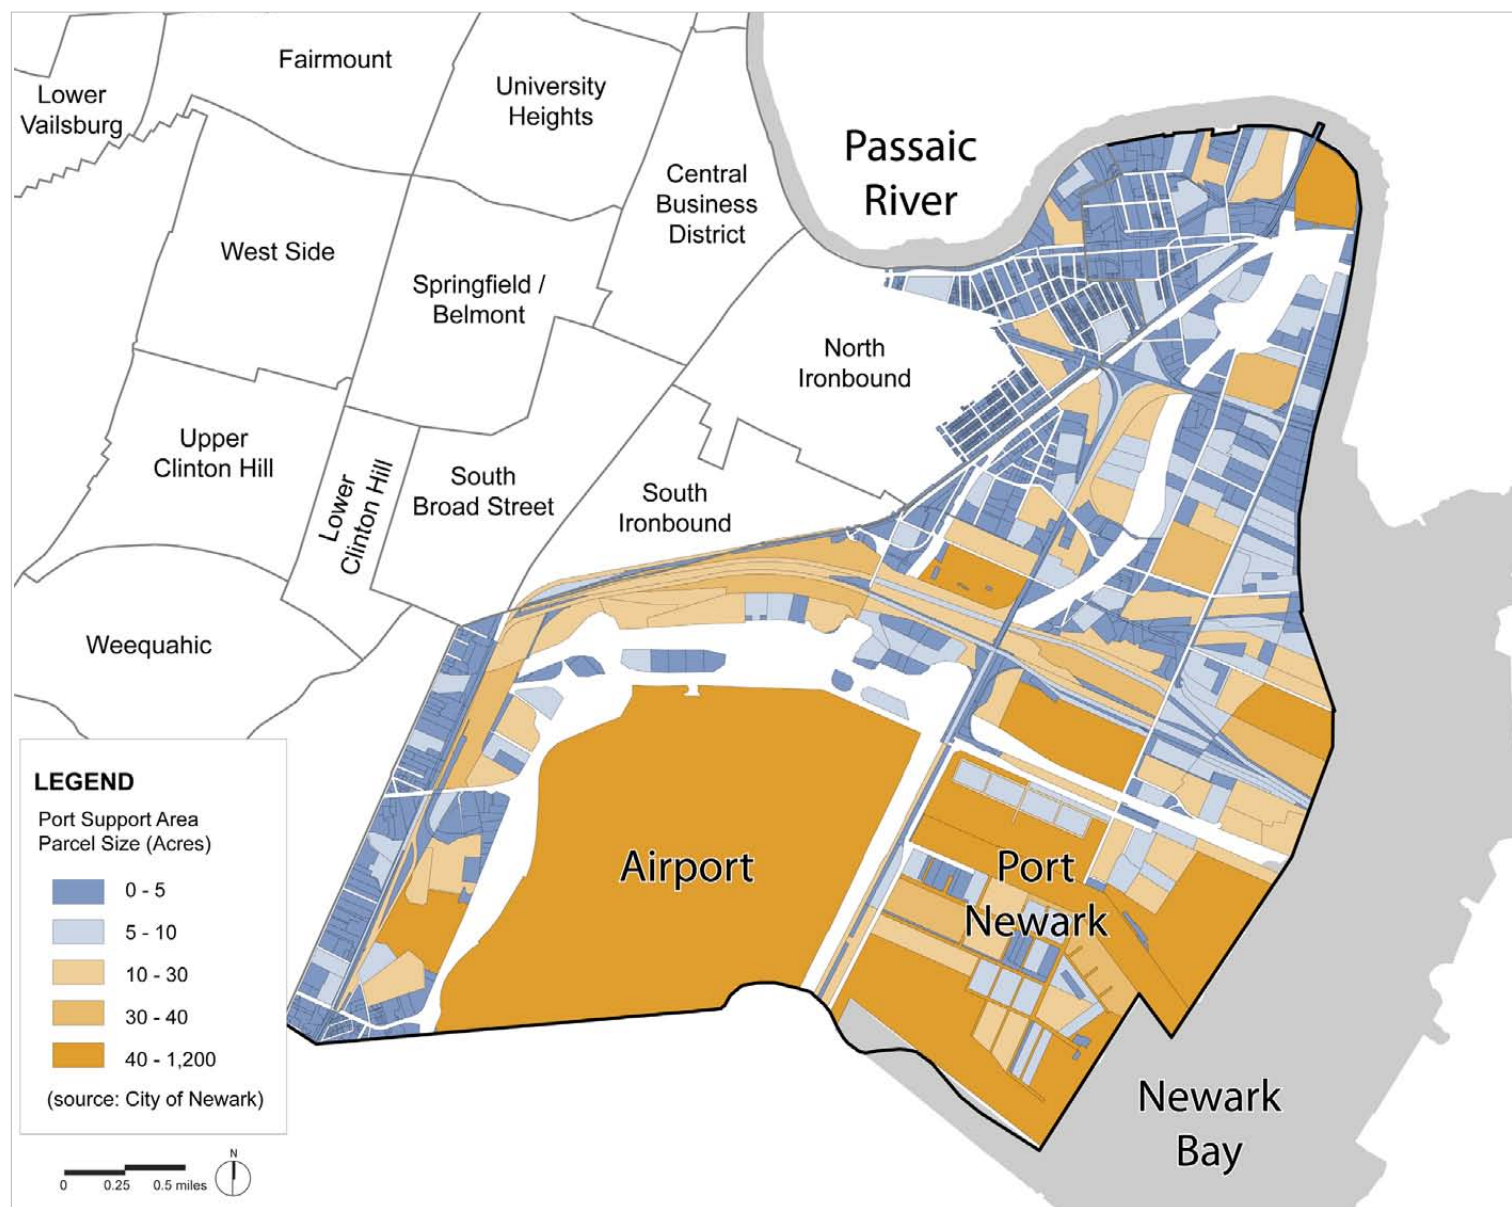 Fairmount
Lower
Vailsburg
University
Heights
Passaic
River
Central
Business
District
West Side
Springfield /
Belmont
North
Ironbound
Upper
Clinton Hill
Lower
Clinton Hill
South
Broad Street
South
Ironbound
Weequahic
LEGEND
Port Support Area
Parcel Size (Acres)
0 - 5
5 - 10
10 - 30
30 - 40
40 - 1,200
(source: City of Newark)
Airport
Port
Newark
Newark
Bay
N
0 0.25 0.5 miles